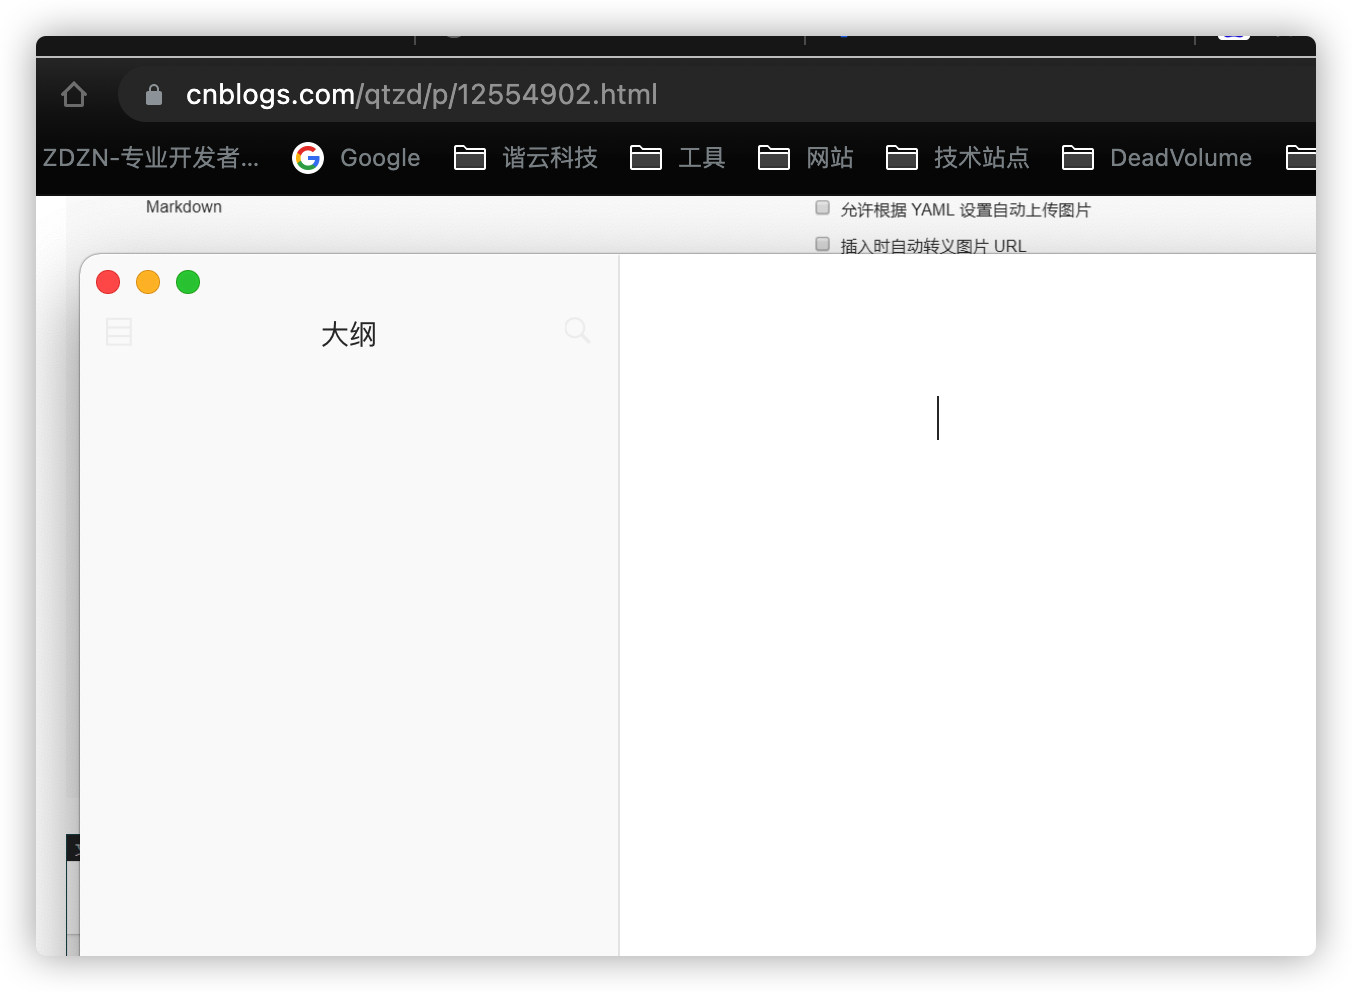 cnblogs.com/qtzd/p/12554902.html
ZDZN-专业开发者... Google 谐云科技 工具 网站 技术站点 DeadVolume
Markdown
允许根据 YAML 设置自动上传图片
插入时自动转义图片 URL
大纲